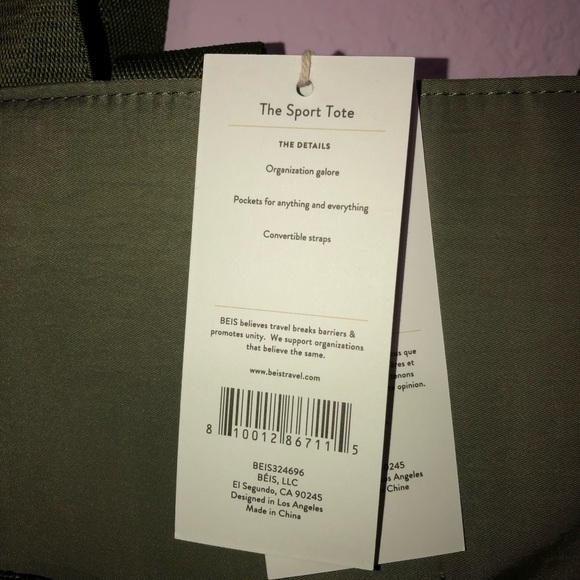 The Sport Tote
THE DETAILS
Organization galore
Pockets for anything and everything
Convertible straps
BEIS believes travel breaks barriers &
promotes unity. We support organizations
that believe the same.
www.beistravel.com
8 10012 86711 5
BEIS324696
BÉIS, LLC
El Segundo, CA 90245
Designed in Los Angeles
Made in China
que
et
opinion.
Angeles
Chine